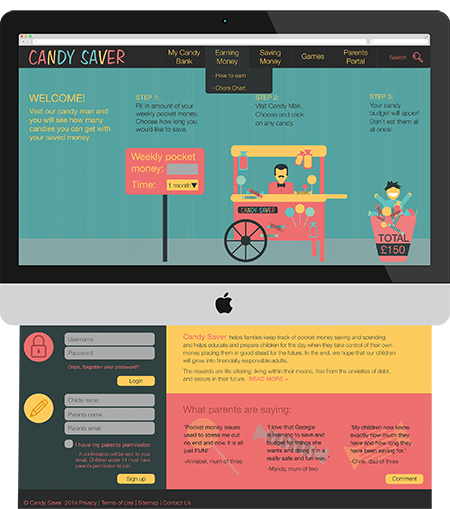 CANDY SAVER
My Candy
Bank
Earning
Money
Saving
Money
Games
Parents
Portal
Search
- How to earn
- Chore Chart
WELCOME!
Visit our candy man and
you will see how many
candies you can get with
your saved money.
STEP 1:
Fill in amount of your
weekly pocket money.
Choose how long you
would like to save.
STEP 2:
Visit Candy Man.
Choose and click
on any candy.
STEP 3:
Your candy
budget will appear!
Don't eat them all
at once!
Weekly pocket
money:
Time: 1 month
CANDY SAVER
TOTAL
£150
Username
Password
Oops, forgotten your password?
Login
Childs name
Parents name
Parents email
I have my parents permission
- A confirmation will be sent to your
email. Children under 14 must have
parents permission to join.
Sign up
Candy Saver helps families keep track of pocket money saving and spending
and helps educate and prepare children for the day when they take control of their own
money placing them in good stead for the future. In the end, we hope that our children
will grow into financially responsible adults.
The rewards are life altering: living within their means, free from the anxieties of debt,
and secure in their future. READ MORE »
What parents are saying:
'Pocket money issues
used to stress me out
no end and now it is all
just FUN!'
-Annabel, mum of three
'I love that Georgie
is learning to save and
budget for things she
wants and doing it in a
really safe and fun way.'
-Mandy, mum of two.
'My children now know
exactly how much they
have and how long they
have been saving for.'
-Chris, dad of three
Comment
© Candy Saver 2014 Privacy | Terms of Use | Sitemap | Contact Us